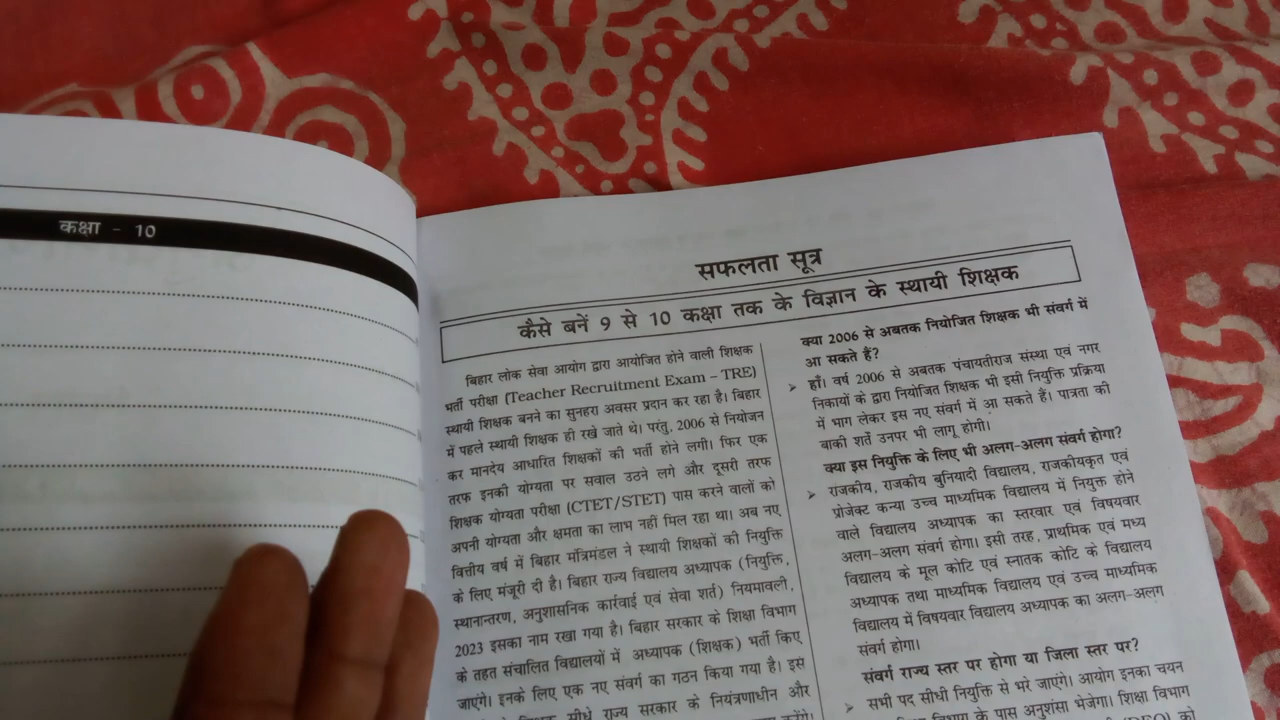 कक्षा - 10
सफलता सूत्र
कैसे बनें 9 से 10 कक्षा तक के विज्ञान के स्थायी शिक्षक
बिहार लोक सेवा आयोग द्वारा आयोजित होने वाली शिक्षक
भर्ती परीक्षा (Teacher Recruitment Exam – TRE)
स्थायी शिक्षक बनने का सुनहरा अवसर प्रदान कर रहा है। बिहार
में पहले स्थायी शिक्षक ही रखे जाते थे। परंतु, 2006 से नियोजन
कर मानदेय आधारित शिक्षकों की भर्ती होने लगी। फिर एक
तरफ इनकी योग्यता पर सवाल उठने लगे और दूसरी तरफ
शिक्षक योग्यता परीक्षा (CTET/STET) पास करने वालों को
अपनी योग्यता और क्षमता का लाभ नहीं मिल रहा था। अब नए
वित्तीय वर्ष में बिहार मंत्रिमंडल ने स्थायी शिक्षकों की नियुक्ति
के लिए मंजूरी दी है। बिहार राज्य विद्यालय अध्यापक (नियुक्ति,
स्थानान्तरण, अनुशासनिक कार्रवाई एवं सेवा शर्त) नियमावली,
2023 इसका नाम रखा गया है। बिहार सरकार के शिक्षा विभाग
के तहत संचालित विद्यालयों में अध्यापक (शिक्षक) भर्ती किए
जाएंगे। इनके लिए एक नए संवर्ग का गठन किया गया है। इस
शिक्षक सीधे राज्य सरकार के नियंत्रणाधीन और
क्या 2006 से अबतक नियोजित शिक्षक भी संवर्ग में
आ सकते हैं?
➢ हाँ। वर्ष 2006 से अबतक पंचायतीराज संस्था एवं नगर
निकायों के द्वारा नियोजित शिक्षक भी इसी नियुक्ति प्रक्रिया
में भाग लेकर इस नए संवर्ग में आ सकते हैं। पात्रता की
बाकी शर्तें उनपर भी लागू होगी।
क्या इस नियुक्ति के लिए भी अलग-अलग संवर्ग होगा?
➢ राजकीय, राजकीय बुनियादी विद्यालय, राजकीयकृत एवं
प्रोजेक्ट कन्या उच्च माध्यमिक विद्यालय में नियुक्त होने
वाले विद्यालय अध्यापक का स्तरवार एवं विषयवार
अलग-अलग संवर्ग होगा। इसी तरह, प्राथमिक एवं मध्य
विद्यालय के मूल कोटि एवं स्नातक कोटि के विद्यालय
अध्यापक तथा माध्यमिक विद्यालय एवं उच्च माध्यमिक
विद्यालय में विषयवार विद्यालय अध्यापक का अलग-अलग
संवर्ग होगा।
संवर्ग राज्य स्तर पर होगा या जिला स्तर पर?
➢ सभी पद सीधी नियुक्ति से भरे जाएंगे। आयोग इनका चयन
विभाग के पास अनुशंसा भेजेगा। शिक्षा विभाग